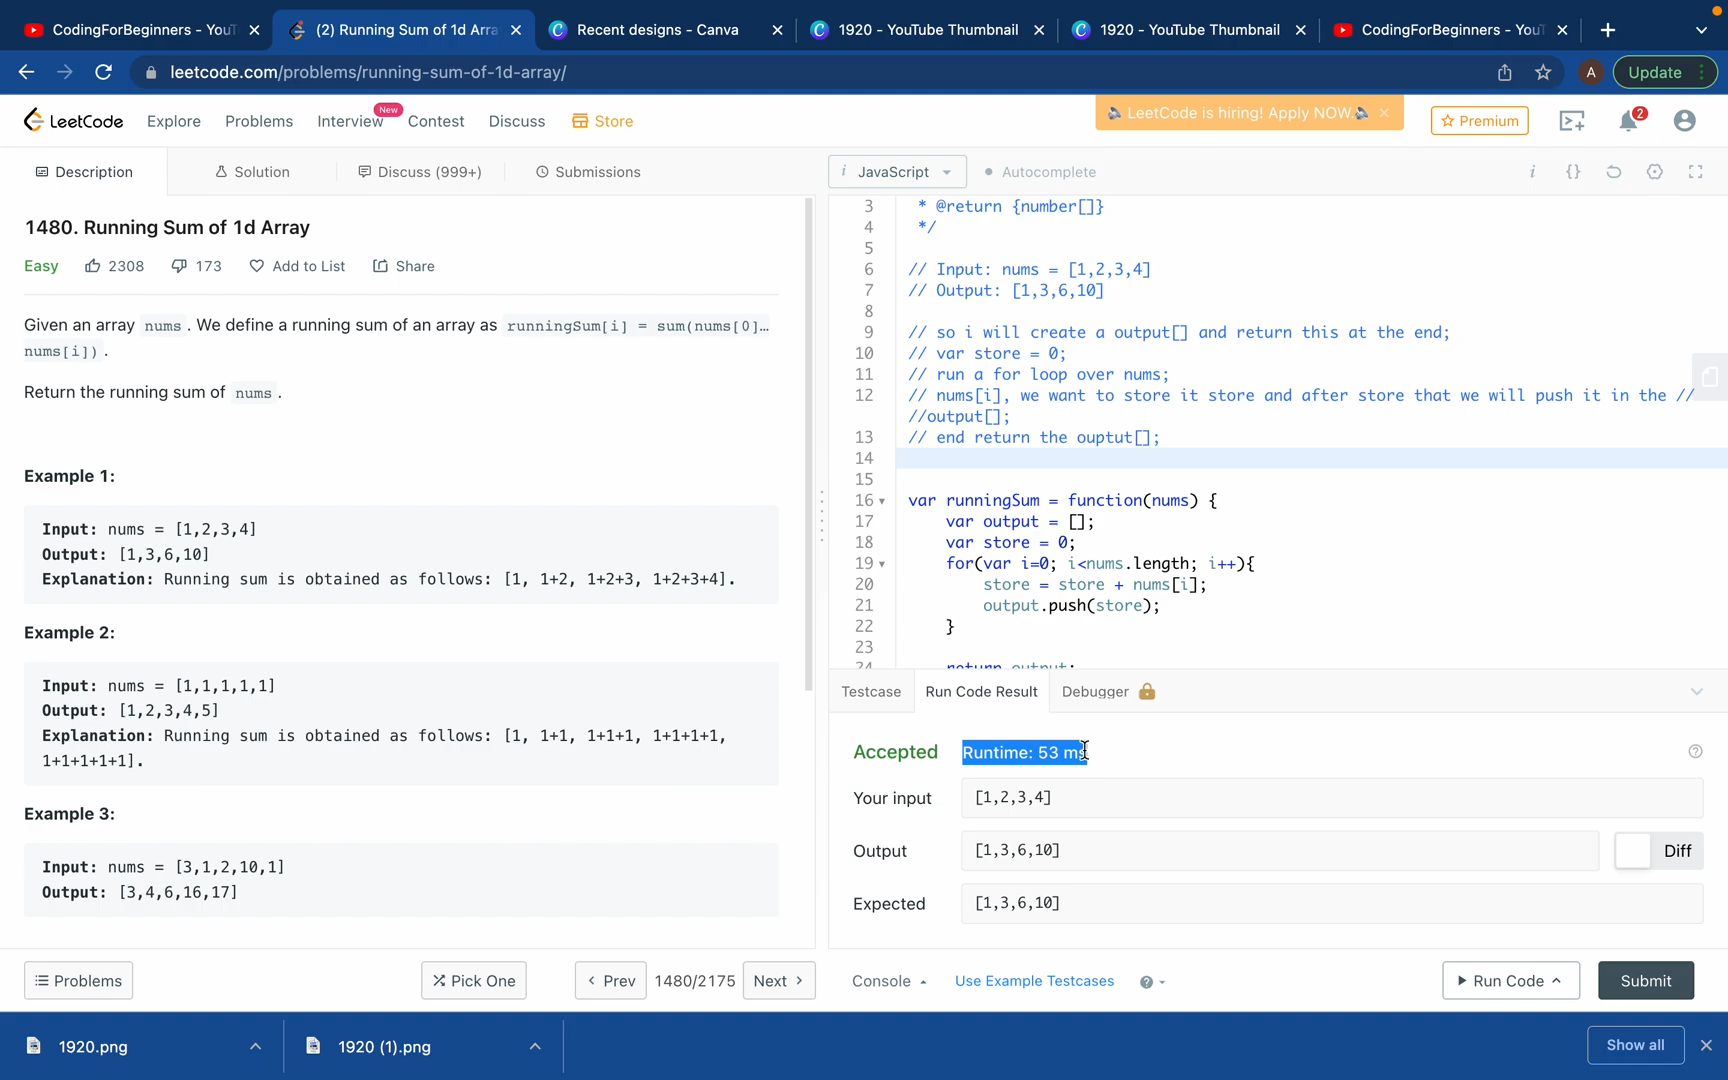 CodingForBeginners - YouT
(2) Running Sum of 1d Arra
Recent designs - Canva
1920 - YouTube Thumbnail
1920 - YouTube Thumbnail
CodingForBeginners - YouT
leetcode.com/problems/running-sum-of-1d-array/
A
Update
LeetCode
Explore
Problems
Interview
New
Contest
Discuss
Store
LeetCode is hiring! Apply NOW.
Premium
2
Description
Solution
Discuss (999+)
Submissions
i JavaScript
Autocomplete
i
{}
1480. Running Sum of 1d Array
Easy
2308
173
Add to List
Share
Given an array nums. We define a running sum of an array as runningSum[i] = sum(nums[0]…
nums[i]).
Return the running sum of nums.
Example 1:
Input: nums = [1,2,3,4]
Output: [1,3,6,10]
Explanation: Running sum is obtained as follows: [1, 1+2, 1+2+3, 1+2+3+4].
Example 2:
Input: nums = [1,1,1,1,1]
Output: [1,2,3,4,5]
Explanation: Running sum is obtained as follows: [1, 1+1, 1+1+1, 1+1+1+1,
1+1+1+1+1].
Example 3:
Input: nums = [3,1,2,10,1]
Output: [3,4,6,16,17]
3 * @return {number[]}
4 */
5
6 // Input: nums = [1,2,3,4]
7 // Output: [1,3,6,10]
8
9 // so i will create a output[] and return this at the end;
10 // var store = 0;
11 // run a for loop over nums;
12 // nums[i], we want to store it store and after store that we will push it in the //
//output[];
13 // end return the ouptut[];
14
15
16 var runningSum = function(nums) {
17 var output = [];
18 var store = 0;
19 for(var i=0; i<nums.length; i++){
20 store = store + nums[i];
21 output.push(store);
22 }
23
24 return output;
Testcase
Run Code Result
Debugger
Accepted
Runtime: 53 ms
Your input
[1,2,3,4]
Output
[1,3,6,10]
Diff
Expected
[1,3,6,10]
Problems
Pick One
Prev
1480/2175
Next
Console
Use Example Testcases
Run Code
Submit
1920.png
1920 (1).png
Show all